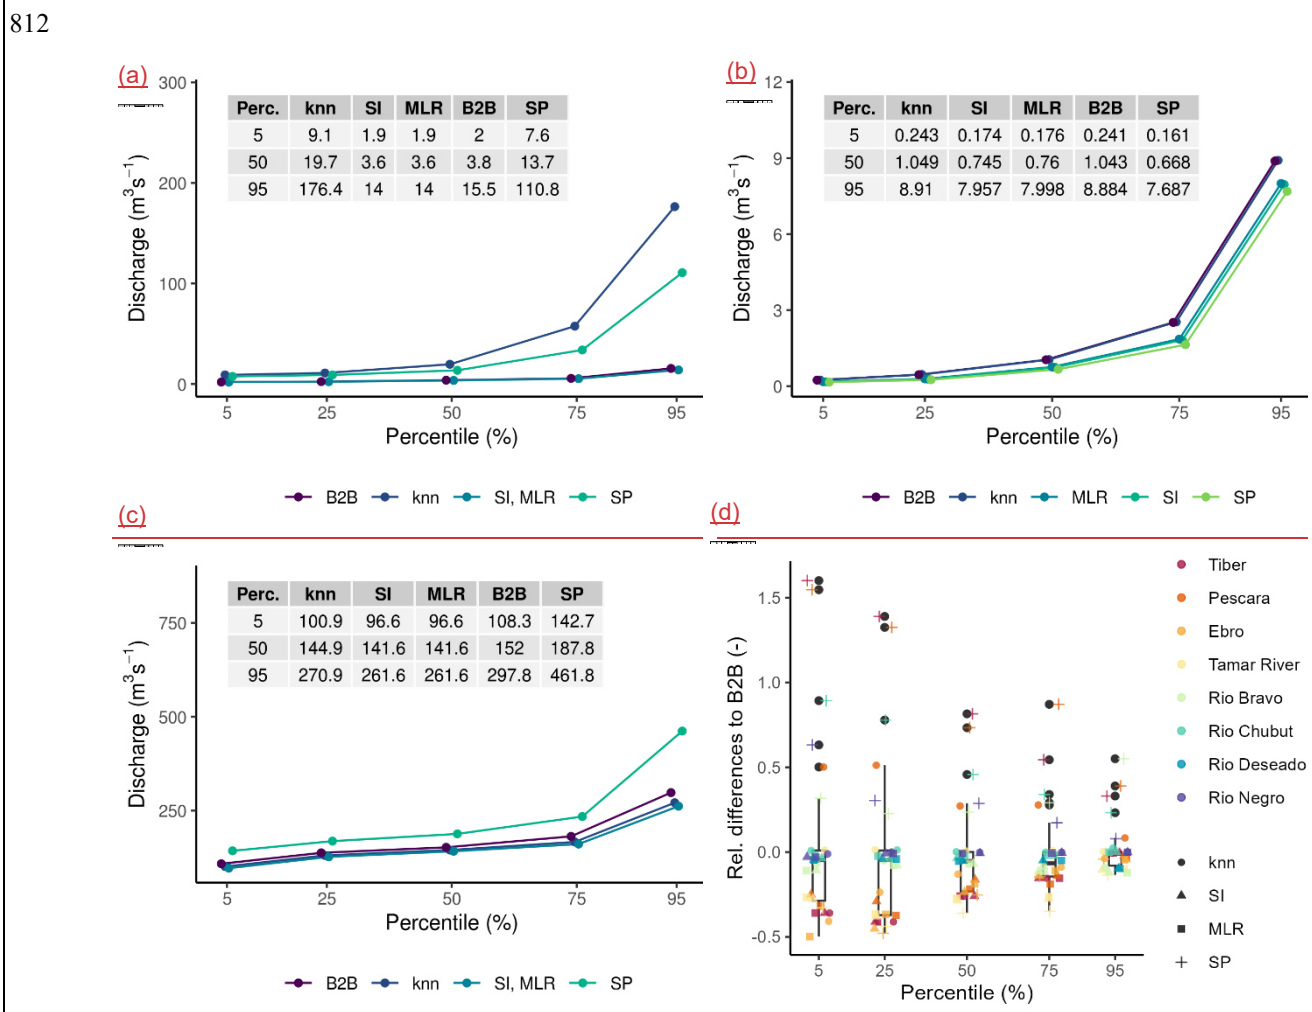 812
(a)
300
200
100
0
Discharge (m³s⁻¹)
Perc. knn SI MLR B2B SP
5 9.1 1.9 1.9 2 7.6
50 19.7 3.6 3.6 3.8 13.7
95 176.4 14 14 15.5 110.8
5 25 50 75 95
Percentile (%)
B2B knn SI, MLR SP
(b)
12
9
6
3
0
Discharge (m³s⁻¹)
Perc. knn SI MLR B2B SP
5 0.243 0.174 0.176 0.241 0.161
50 1.049 0.745 0.76 1.043 0.668
95 8.91 7.957 7.998 8.884 7.687
5 25 50 75 95
Percentile (%)
B2B knn MLR SI SP
(c)
750
500
250
Discharge (m³s⁻¹)
Perc. knn SI MLR B2B SP
5 100.9 96.6 96.6 108.3 142.7
50 144.9 141.6 141.6 152 187.8
95 270.9 261.6 261.6 297.8 461.8
5 25 50 75 95
Percentile (%)
B2B knn SI, MLR SP
(d)
1.5
1.0
0.5
0.0
-0.5
Rel. differences to B2B (-)
5 25 50 75 95
Percentile (%)
Tiber
Pescara
Ebro
Tamar River
Rio Bravo
Rio Chubut
Rio Deseado
Rio Negro
knn
SI
MLR
SP